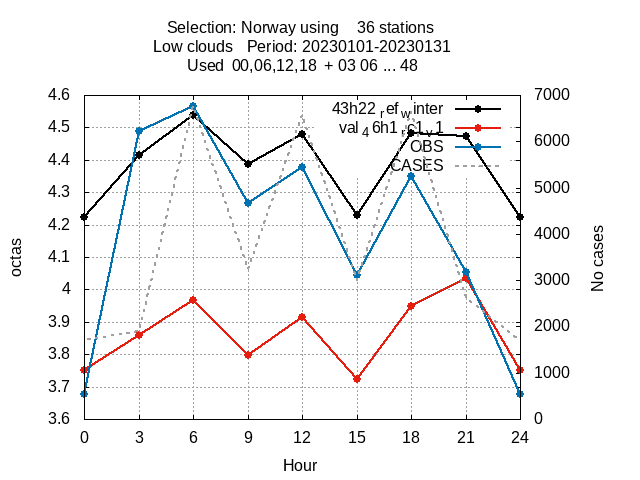 Selection: Norway using    36 stations
Low clouds   Period: 20230101-20230131
Used  00,06,12,18  + 03 06 ... 48
43h22_ref_winter
val_46h1_rc1_v1
OBS
CASES
4.6
4.5
4.4
4.3
4.2
4.1
4
3.9
3.8
3.7
3.6
octas
7000
6000
5000
4000
3000
2000
1000
0
No cases
0 3 6 9 12 15 18 21 24
Hour